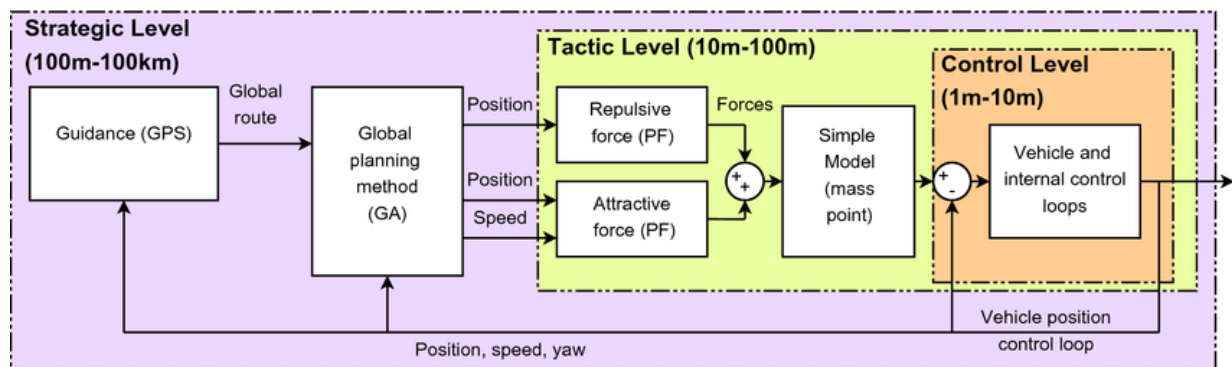 Strategic Level
(100m-100km)
Tactic Level (10m-100m)
Control Level
(1m-10m)
Guidance (GPS)
Global
route
Global
planning
method
(GA)
Position
Position
Speed
Repulsive
force (PF)
Attractive
force (PF)
Forces
+
+
Simple
Model
(mass
point)
+
-
Vehicle and
internal control
loops
Vehicle position
control loop
Position, speed, yaw